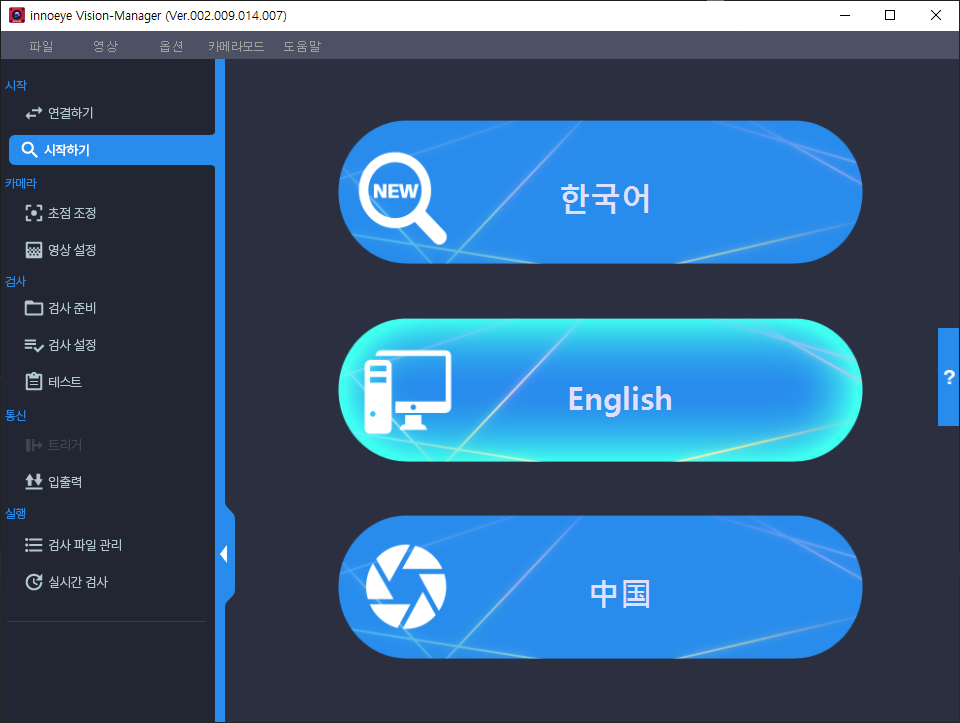 innoeye Vision-Manager (Ver.002.009.014.007)
파일 영상 옵션 카메라모드 도움말
시작
연결하기
시작하기
카메라
초점 조정
영상 설정
검사
검사 준비
검사 설정
테스트
통신
트리거
입출력
실행
검사 파일 관리
실시간 검사
NEW
한국어
English
中国
?